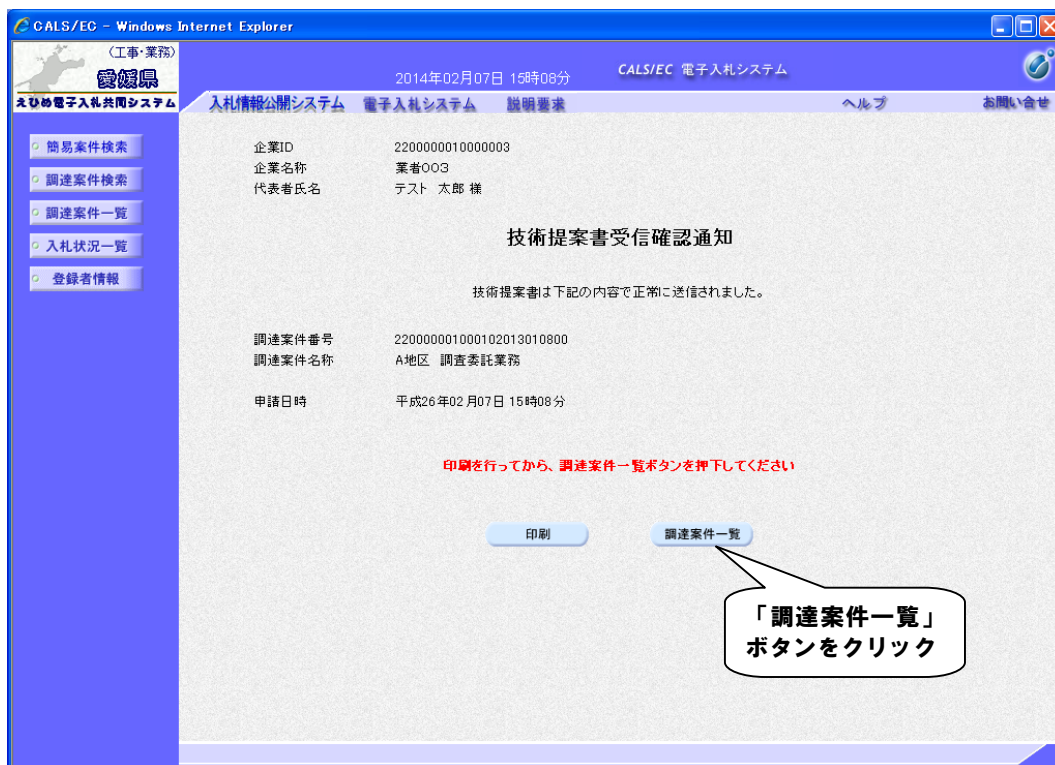 CALS/EC - Windows Internet Explorer
（工事・業務）
愛媛県
えひめ電子入札共同システム
2014年02月07日 15時08分
CALS/EC 電子入札システム
入札情報公開システム 電子入札システム 説明要求 ヘルプ お問い合せ
簡易案件検索
調達案件検索
調達案件一覧
入札状況一覧
登録者情報
企業ID 2200000010000003
企業名称 業者003
代表者氏名 テスト 太郎 様
技術提案書受信確認通知
技術提案書は下記の内容で正常に送信されました。
調達案件番号 220000001000102013010800
調達案件名称 A地区 調査委託業務
申請日時 平成26年02月07日 15時08分
印刷を行ってから、調達案件一覧ボタンを押下してください
印刷 調達案件一覧
「調達案件一覧」
ボタンをクリック